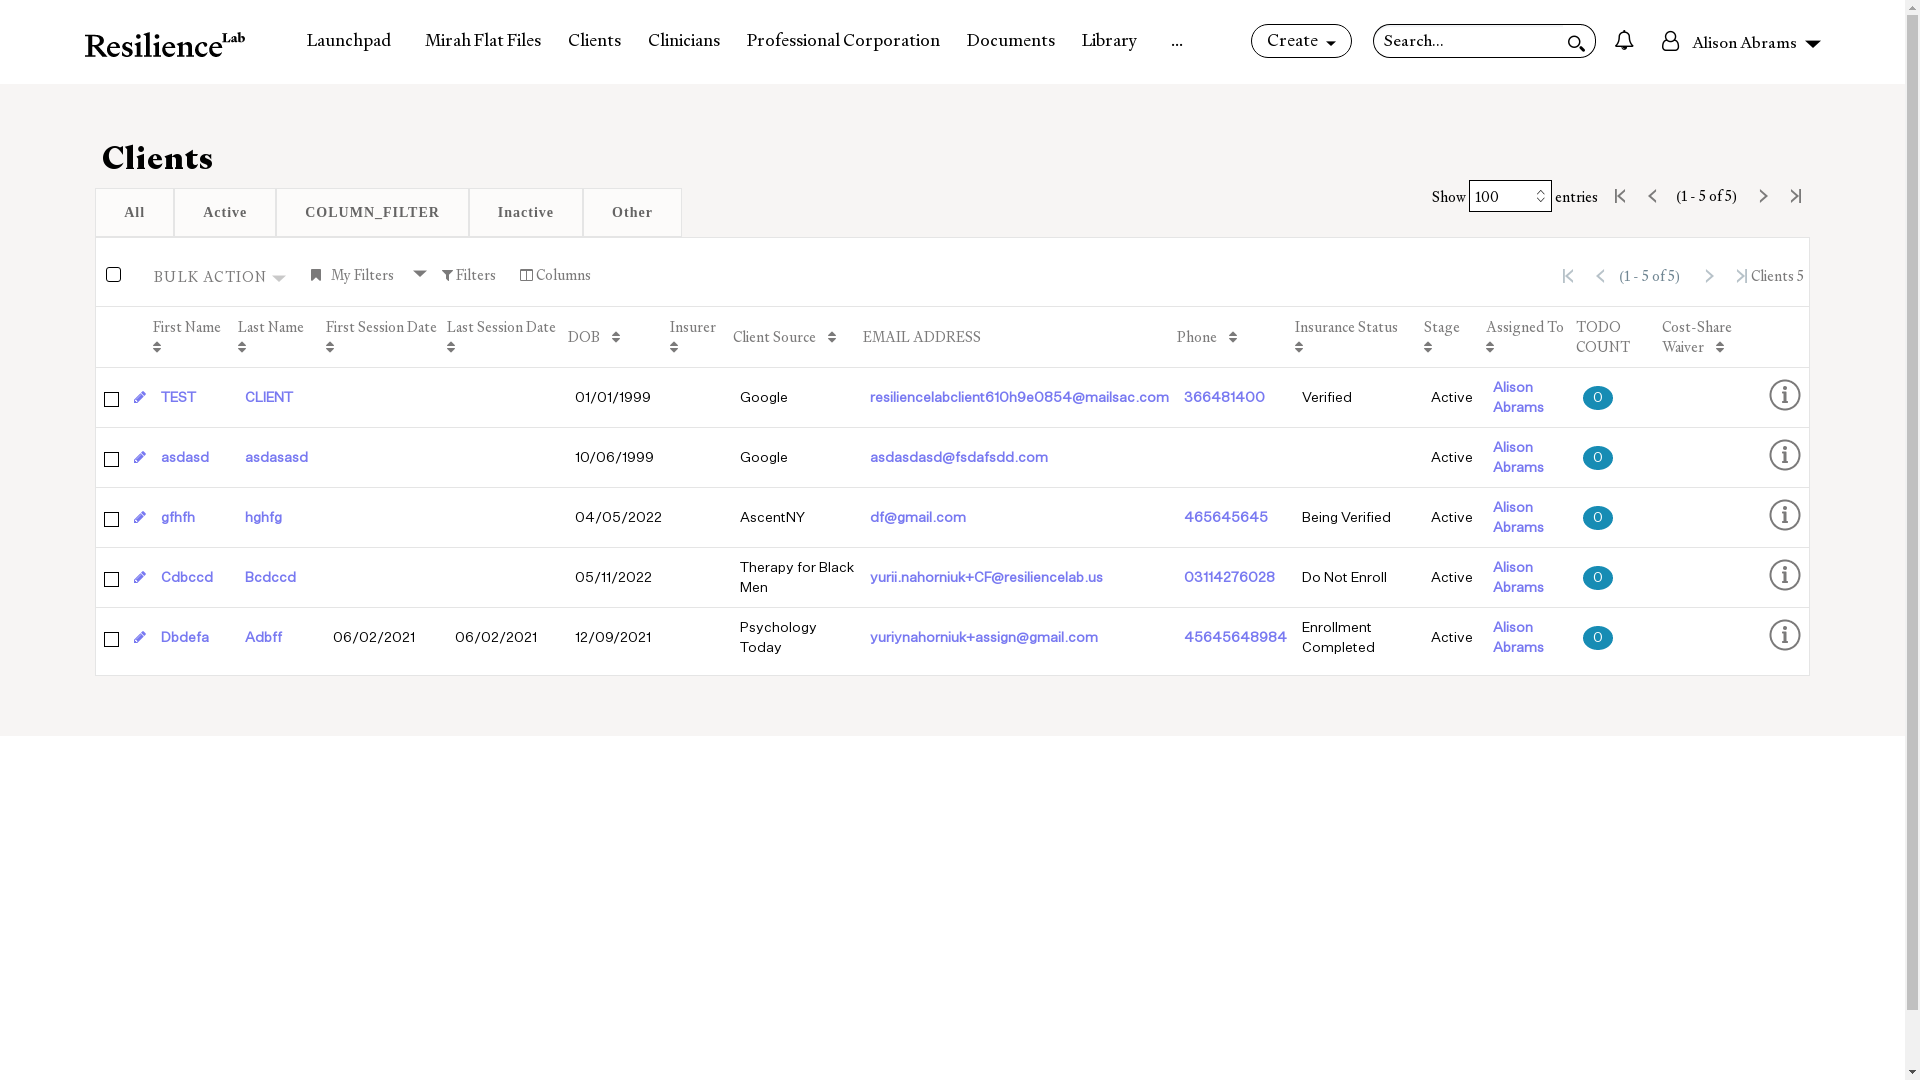 Resilience Lab Launchpad Mirah Flat Files Clients Clinicians Professional Corporation Documents Library ... Create Search... Alison Abrams
Clients
All Active COLUMN_FILTER Inactive Other
Show 100 entries (1 - 5 of 5)
BULK ACTION My Filters Filters Columns (1 - 5 of 5) Clients 5
First Name Last Name First Session Date Last Session Date DOB Insurer Client Source EMAIL ADDRESS Phone Insurance Status Stage Assigned To TODO COUNT Cost-Share Waiver
TEST CLIENT 01/01/1999 Google resiliencelabclient610h9e0854@mailsac.com 366481400 Verified Active Alison Abrams 0
asdasd asdasasd 10/06/1999 Google asdasdasd@fsdafsdd.com Active Alison Abrams 0
gfhfh hghfg 04/05/2022 AscentNY df@gmail.com 465645645 Being Verified Active Alison Abrams 0
Cdbccd Bcdccd 05/11/2022 Therapy for Black Men yurii.nahorniuk+CF@resiliencelab.us 03114276028 Do Not Enroll Active Alison Abrams 0
Dbdefa Adbff 06/02/2021 06/02/2021 12/09/2021 Psychology Today yuriynahorniuk+assign@gmail.com 45645648984 Enrollment Completed Active Alison Abrams 0